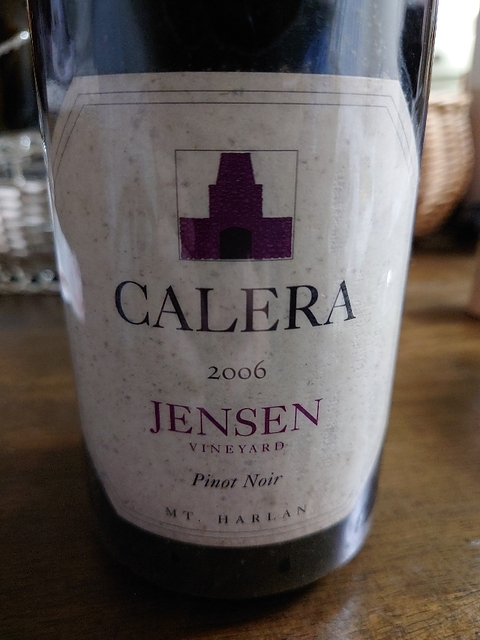 CALERA
2006
JENSEN
VINEYARD
Pinot Noir
MT. HARLAN